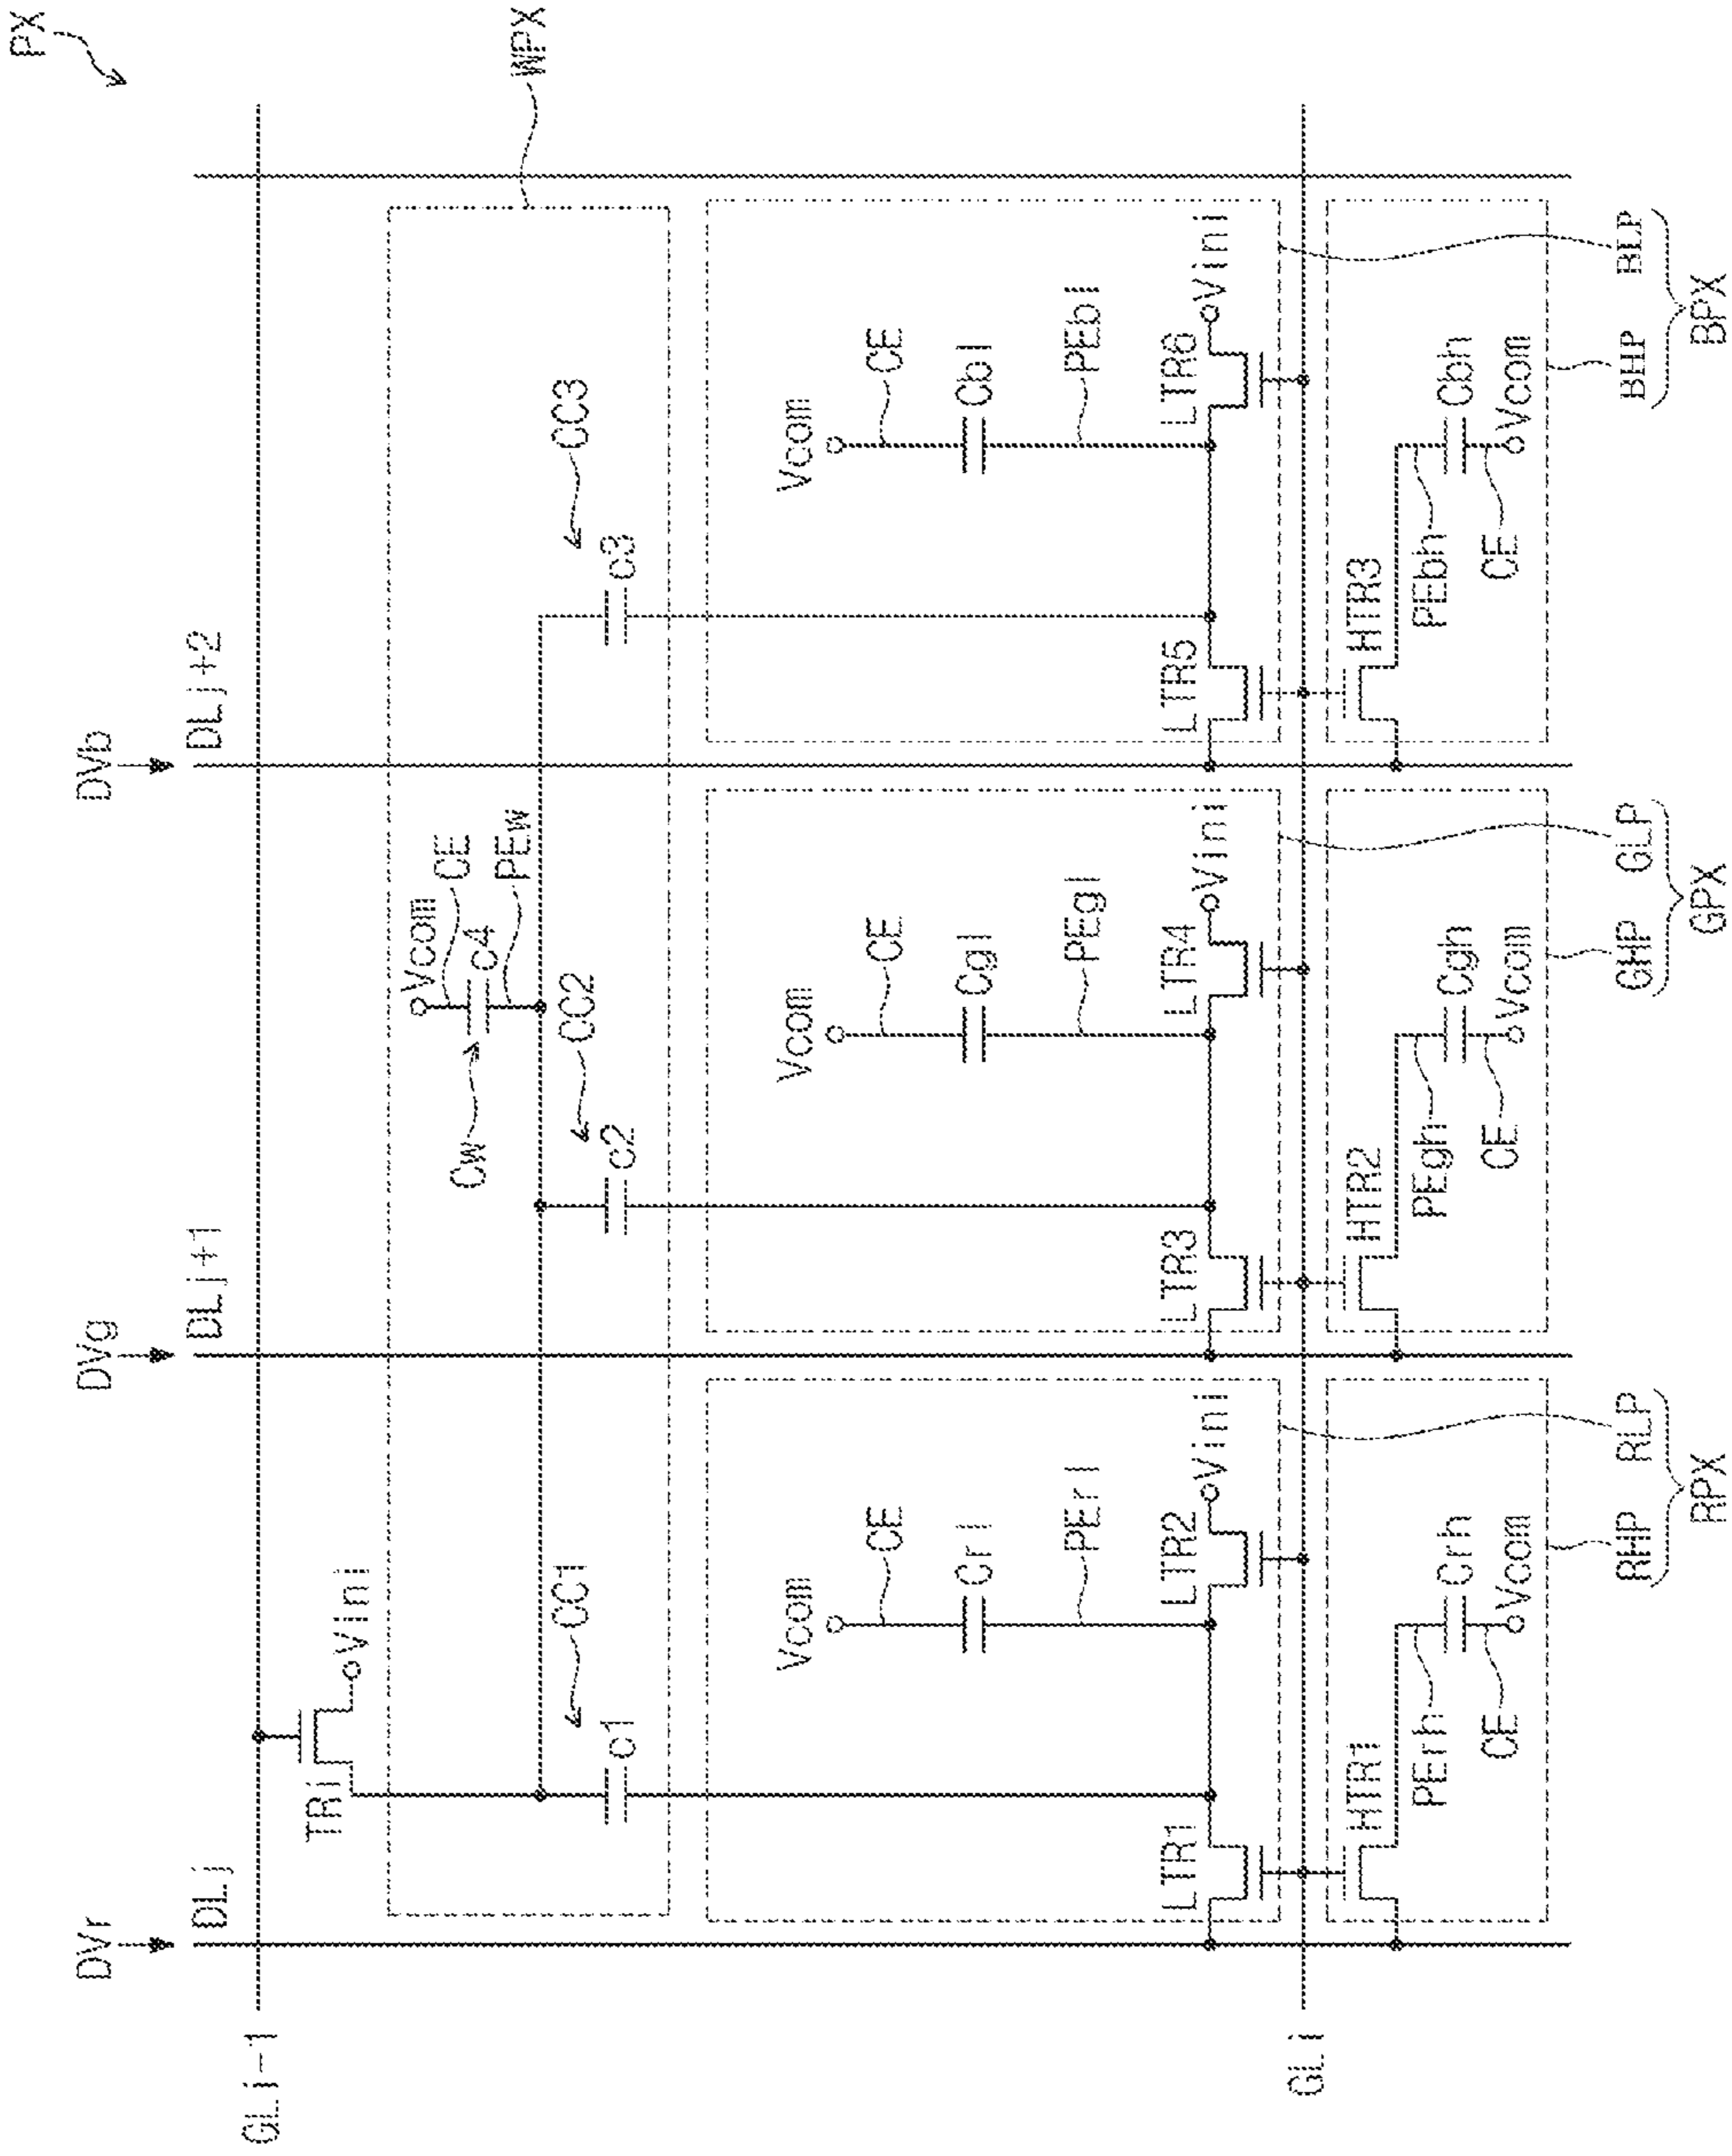 PX
DVr
DVg
DVb
DLj
DLj+1
DLj+2
GLi-1
TRi
Vini
WPX
Vcom
CE
Cw
c4
PEw
CC1
c1
CC2
c2
CC3
c3
Vcom
CE
Crl
PErl
LTR1
LTR2
Vini
Vcom
CE
Cgl
PEgl
LTR3
LTR4
Vini
Vcom
CE
Cbl
PEbl
LTR5
LTR6
Vini
GLi
HTR1
PErh
Crh
CE
Vcom
HTR2
PEgh
Cgh
CE
Vcom
HTR3
PEbh
Cbh
CE
Vcom
RHP RLP
RPX
GHP GLP
GPX
BHP BLP
BPX